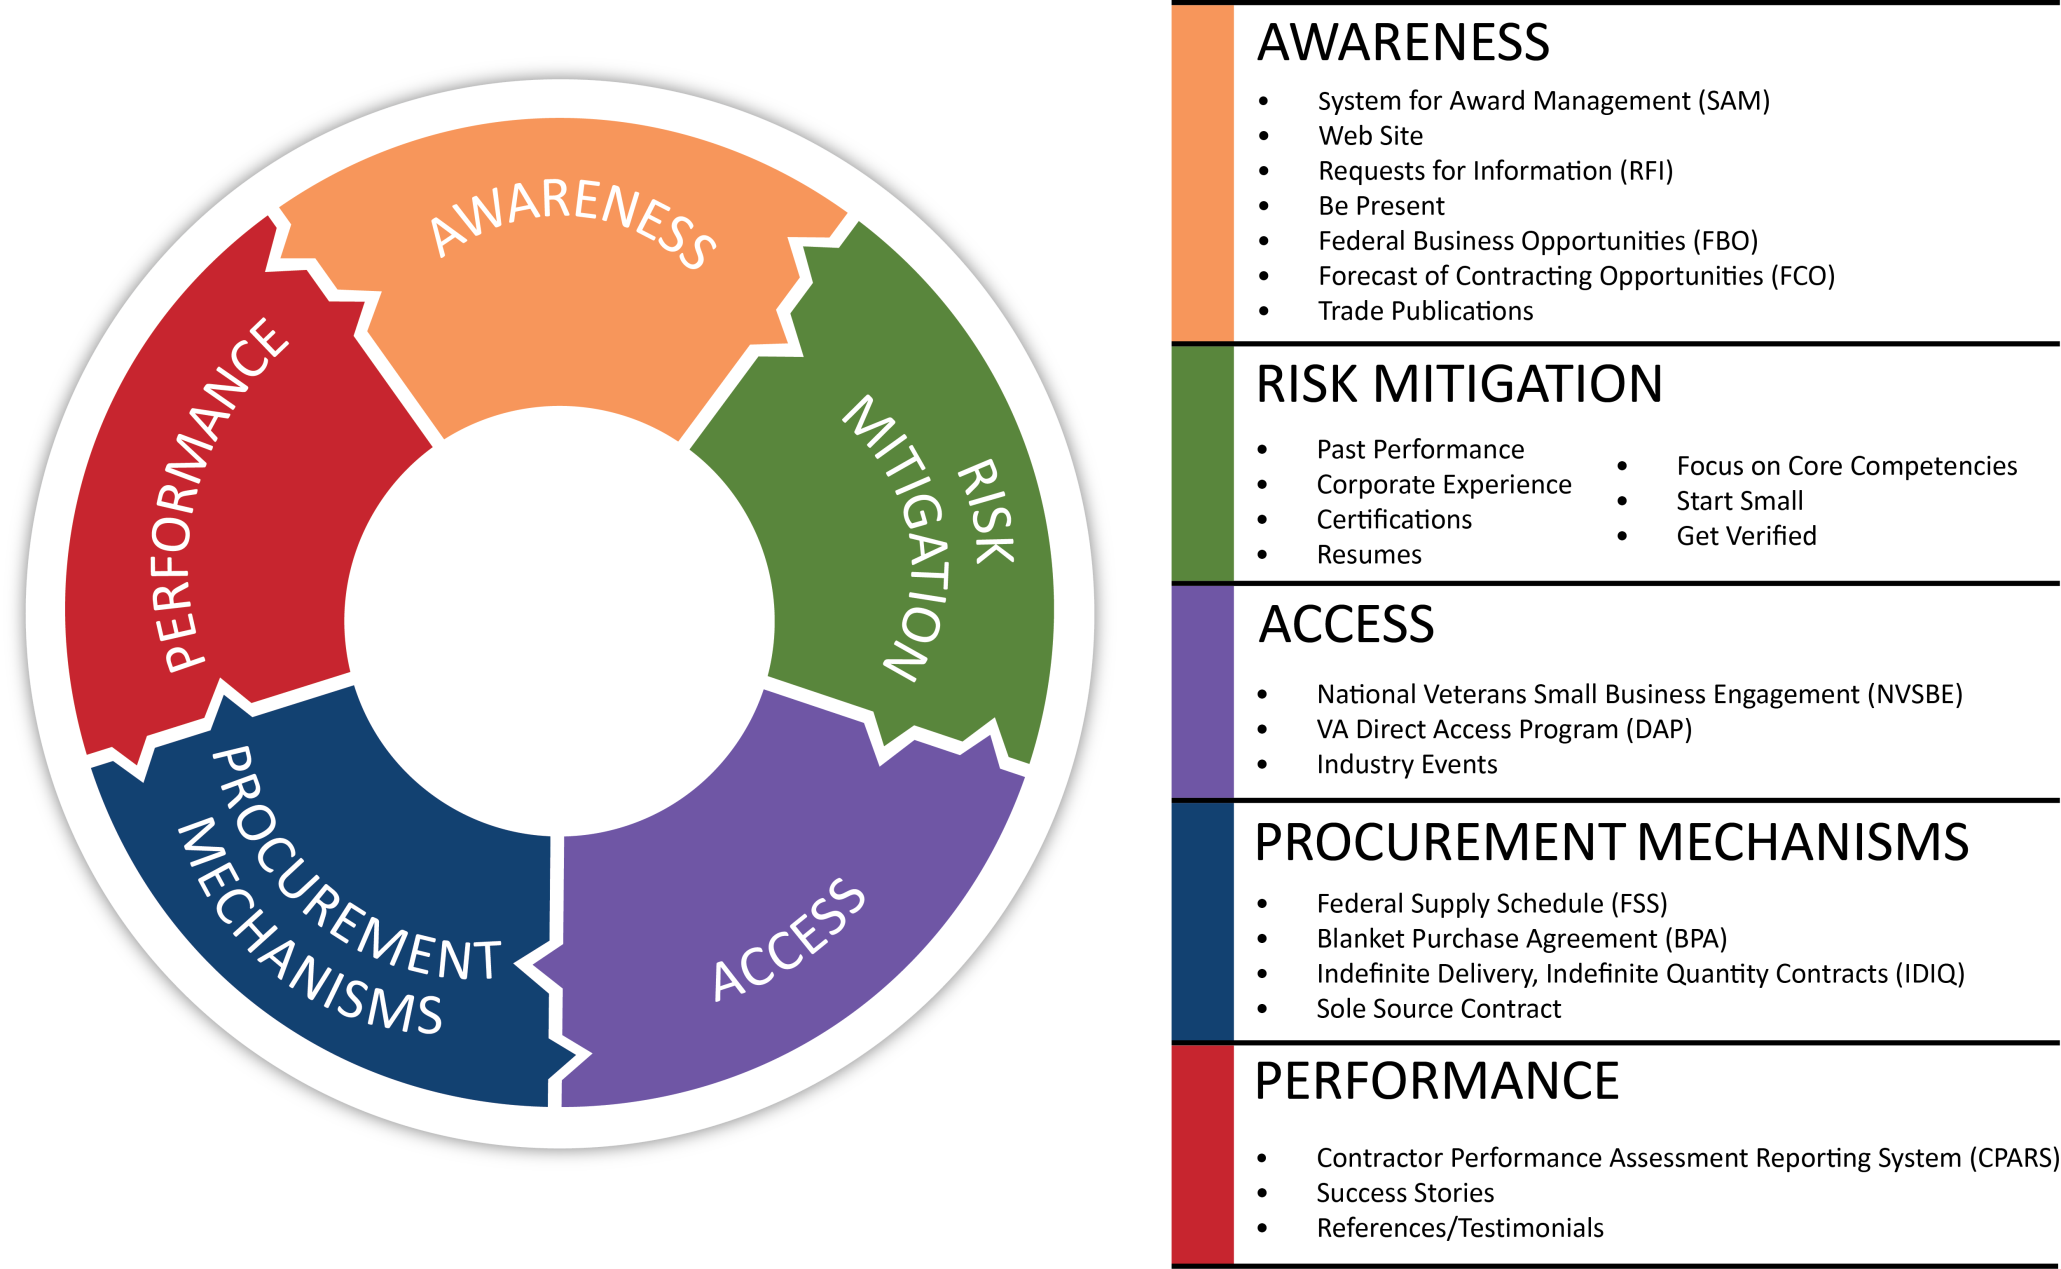 AWARENESS
RISK
MITIGATION
ACCESS
PROCUREMENT
MECHANISMS
PERFORMANCE
AWARENESS
• System for Award Management (SAM)
• Web Site
• Requests for Information (RFI)
• Be Present
• Federal Business Opportunities (FBO)
• Forecast of Contracting Opportunities (FCO)
• Trade Publications
RISK MITIGATION
• Past Performance
• Corporate Experience
• Certifications
• Resumes
• Focus on Core Competencies
• Start Small
• Get Verified
ACCESS
• National Veterans Small Business Engagement (NVSBE)
• VA Direct Access Program (DAP)
• Industry Events
PROCUREMENT MECHANISMS
• Federal Supply Schedule (FSS)
• Blanket Purchase Agreement (BPA)
• Indefinite Delivery, Indefinite Quantity Contracts (IDIQ)
• Sole Source Contract
PERFORMANCE
• Contractor Performance Assessment Reporting System (CPARS)
• Success Stories
• References/Testimonials